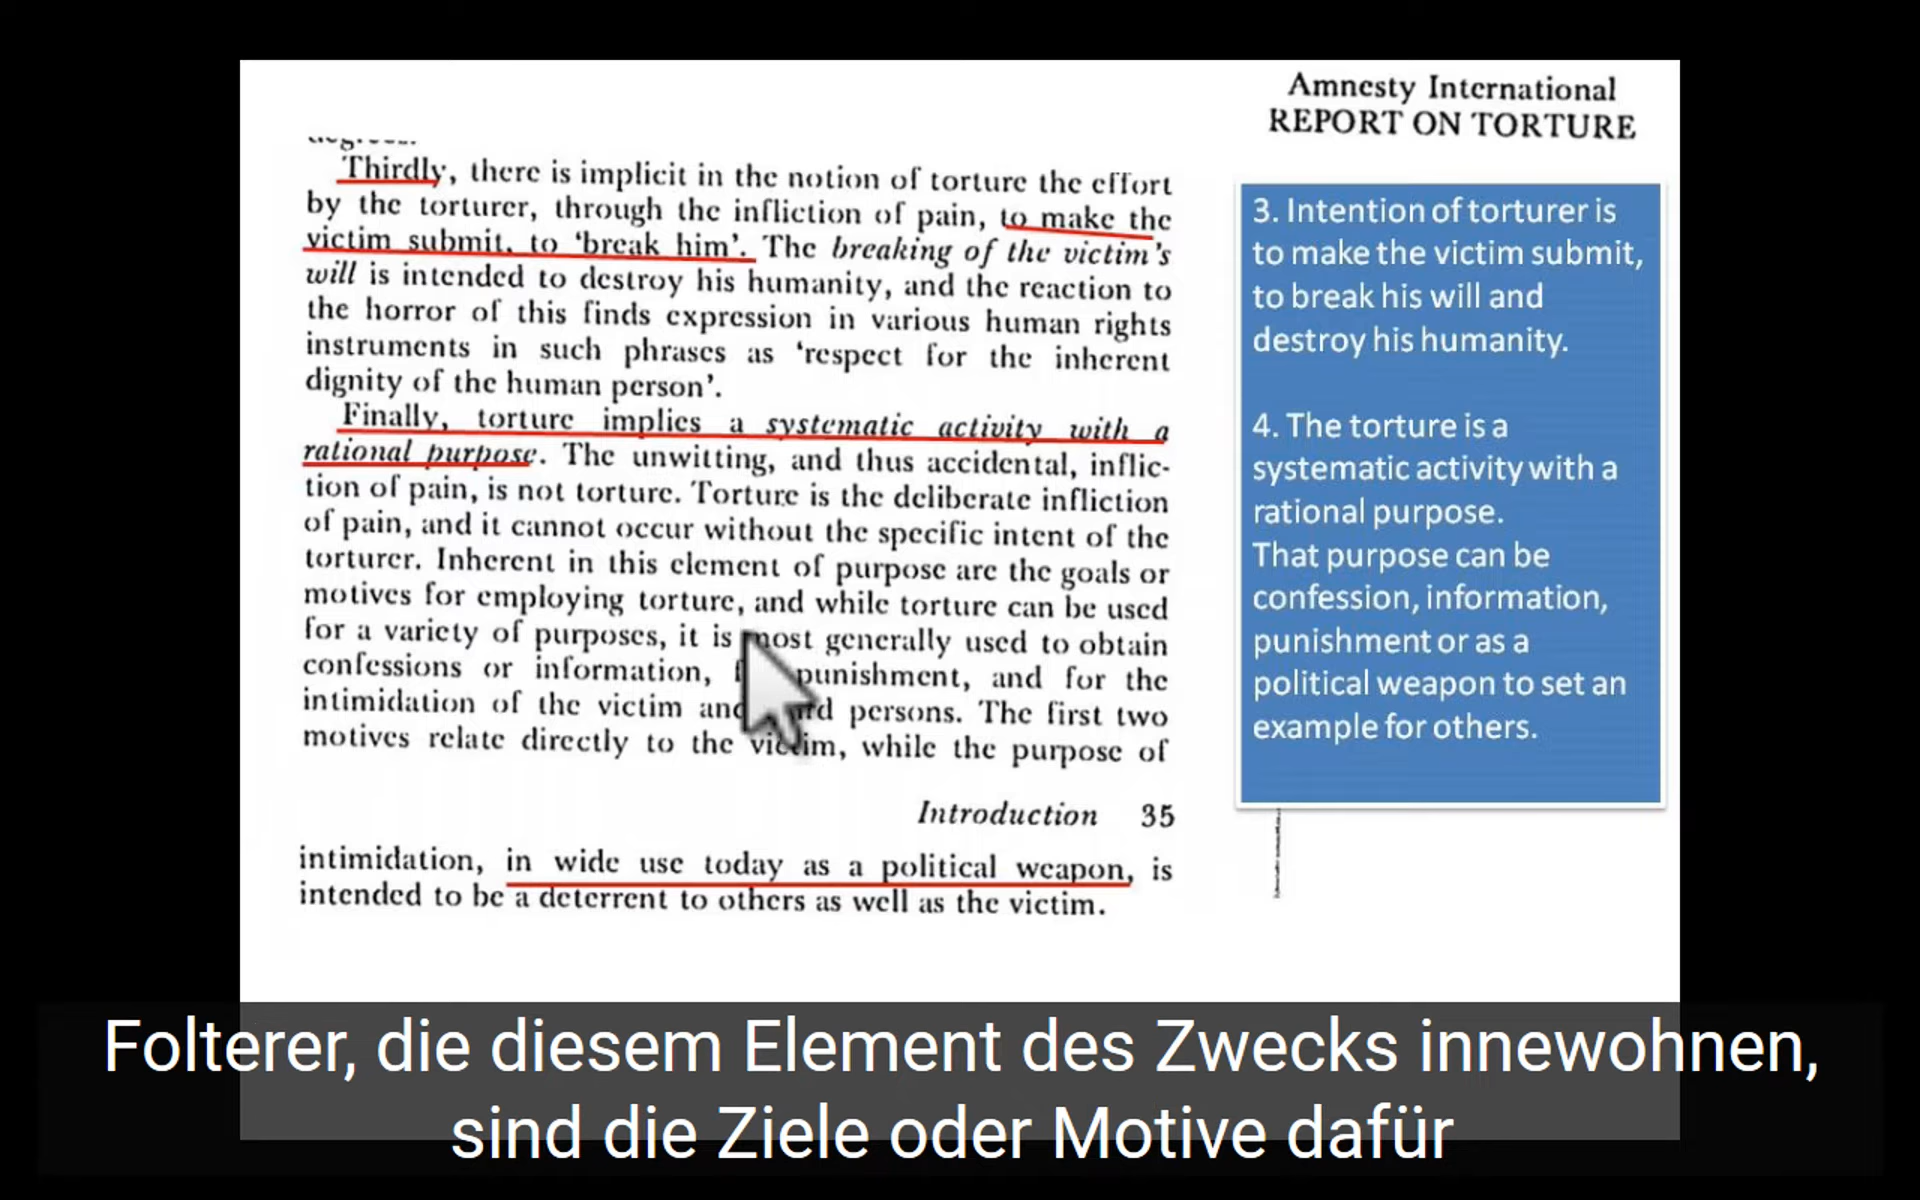 Amnesty International
REPORT ON TORTURE
Thirdly, there is implicit in the notion of torture the effort
by the torturer, through the infliction of pain, to make the
victim submit, to ‘break him’. The breaking of the victim’s
will is intended to destroy his humanity, and the reaction to
the horror of this finds expression in various human rights
instruments in such phrases as ‘respect for the inherent
dignity of the human person’.
Finally, torture implies a systematic activity with a
rational purpose. The unwitting, and thus accidental, inflic-
tion of pain, is not torture. Torture is the deliberate infliction
of pain, and it cannot occur without the specific intent of the
torturer. Inherent in this element of purpose are the goals or
motives for employing torture, and while torture can be used
for a variety of purposes, it is most generally used to obtain
confessions or information, punishment, and for the
intimidation of the victim and persons. The first two
motives relate directly to the victim, while the purpose of
Introduction 35
intimidation, in wide use today as a political weapon, is
intended to be a deterrent to others as well as the victim.
3. Intention of torturer is
to make the victim submit,
to break his will and
destroy his humanity.
4. The torture is a
systematic activity with a
rational purpose.
That purpose can be
confession, information,
punishment or as a
political weapon to set an
example for others.
Folterer, die diesem Element des Zwecks innewohnen,
sind die Ziele oder Motive dafür